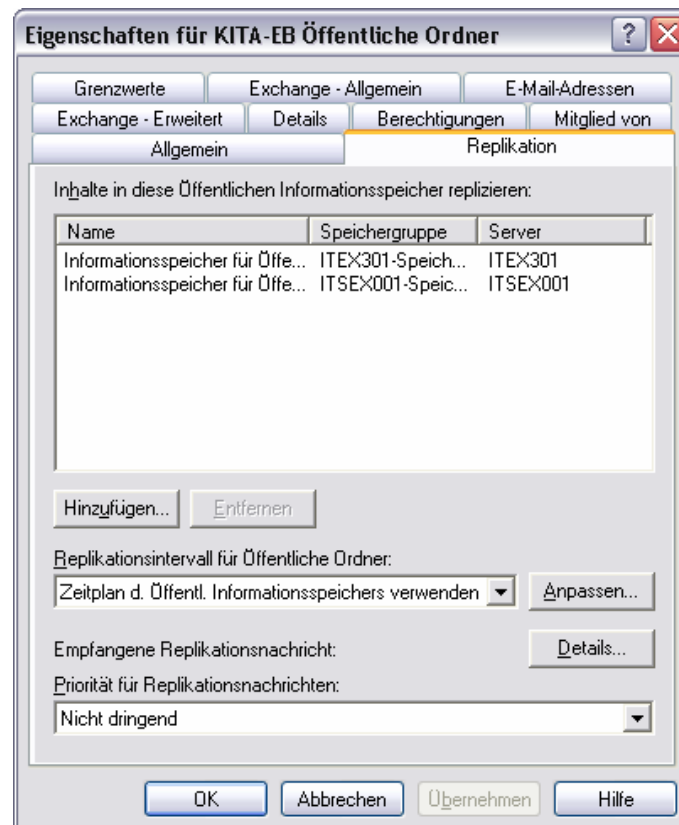 Eigenschaften für KITA-EB Öffentliche Ordner
Grenzwerte Exchange - Allgemein E-Mail-Adressen
Exchange - Erweitert Details Berechtigungen Mitglied von
Allgemein Replikation
Inhalte in diese Öffentlichen Informationsspeicher replizieren:
Name Speichergruppe Server
Informationsspeicher für Öffe... ITEX301-Speich... ITEX301
Informationsspeicher für Öffe... ITSEX001-Speic... ITSEX001
Hinzufügen... Entfernen
Replikationsintervall für Öffentliche Ordner:
Zeitplan d. Öffentl. Informationsspeichers verwenden Anpassen...
Empfangene Replikationsnachricht: Details...
Priorität für Replikationsnachrichten:
Nicht dringend
OK Abbrechen Übernehmen Hilfe